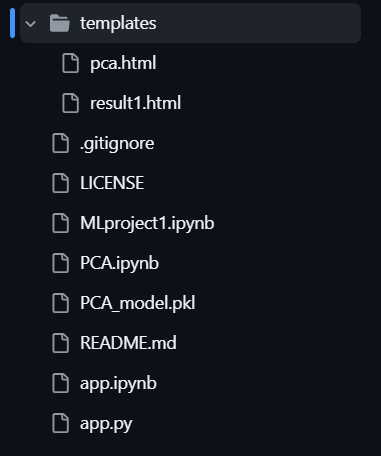 templates
pca.html
result1.html
.gitignore
LICENSE
MLproject1.ipynb
PCA.ipynb
PCA_model.pkl
README.md
app.ipynb
app.py